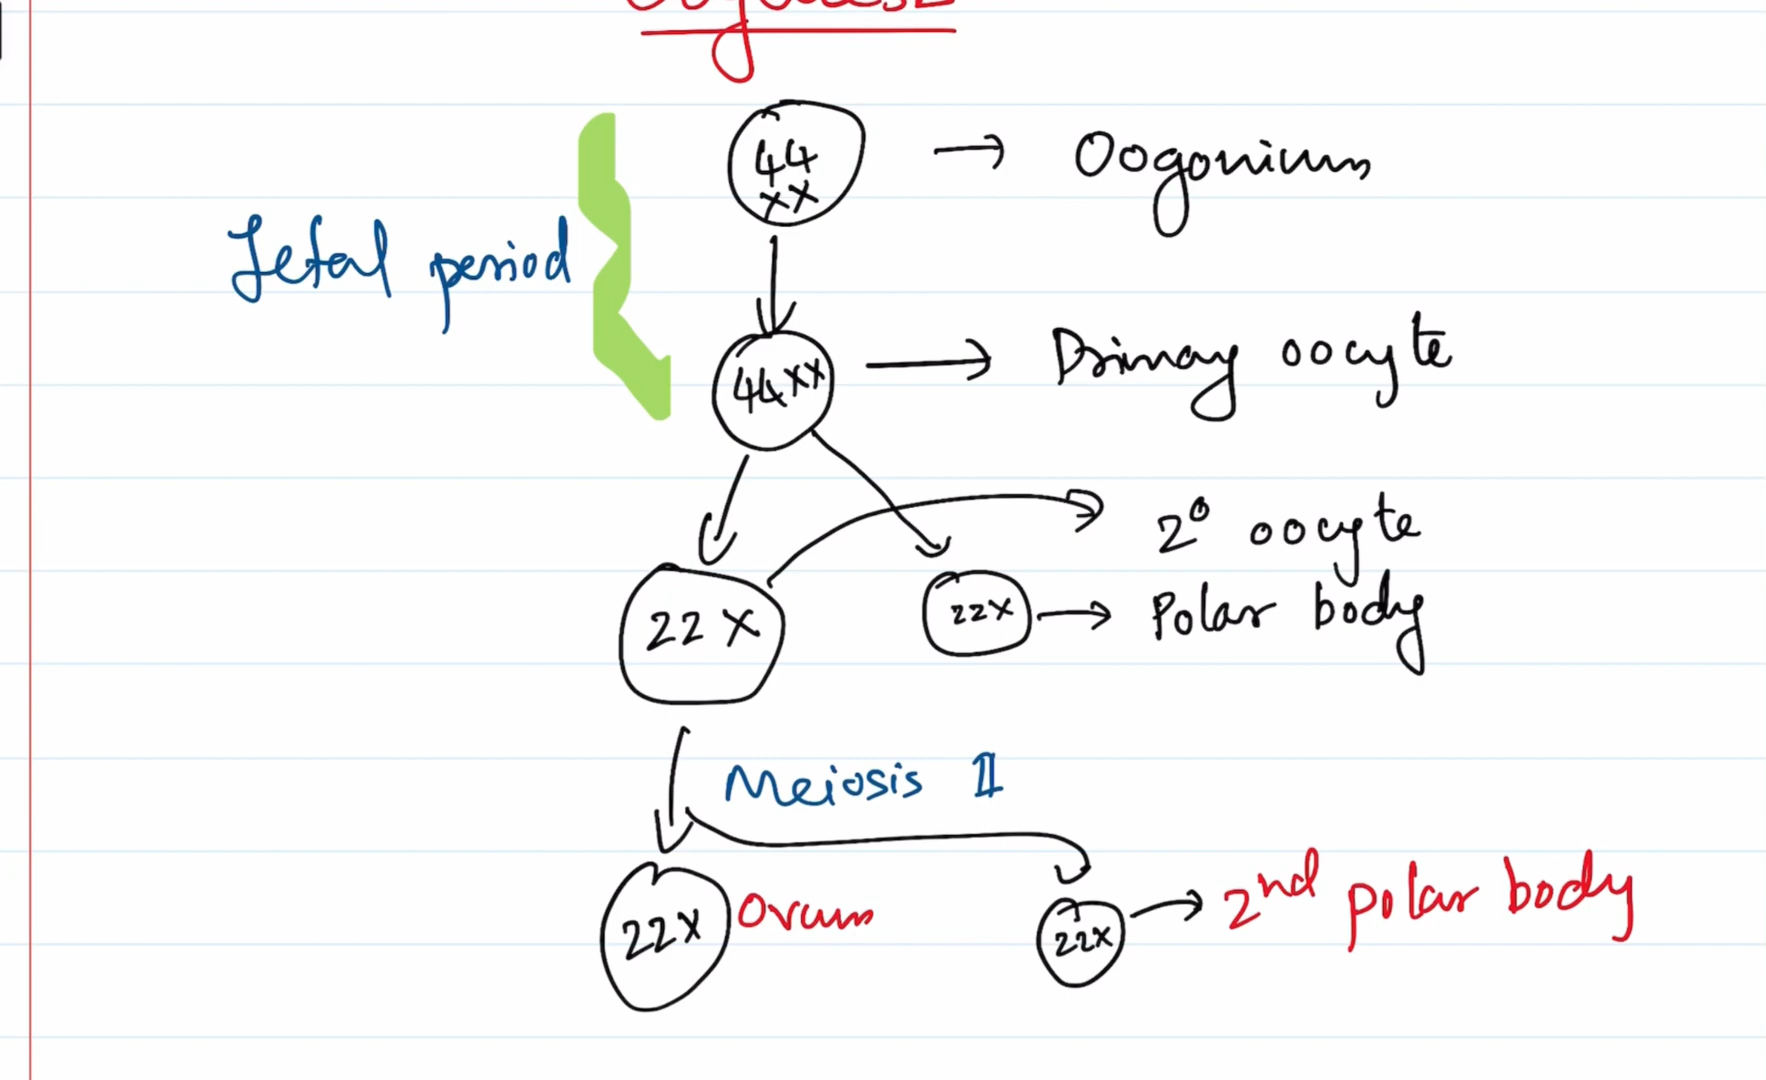 44
XX
→ Oogonium
Fetal period
44XX
→ Primary oocyte
2° oocyte
22 X
22X → Polar body
Meiosis II
22X Ovum
22X → 2nd polar body